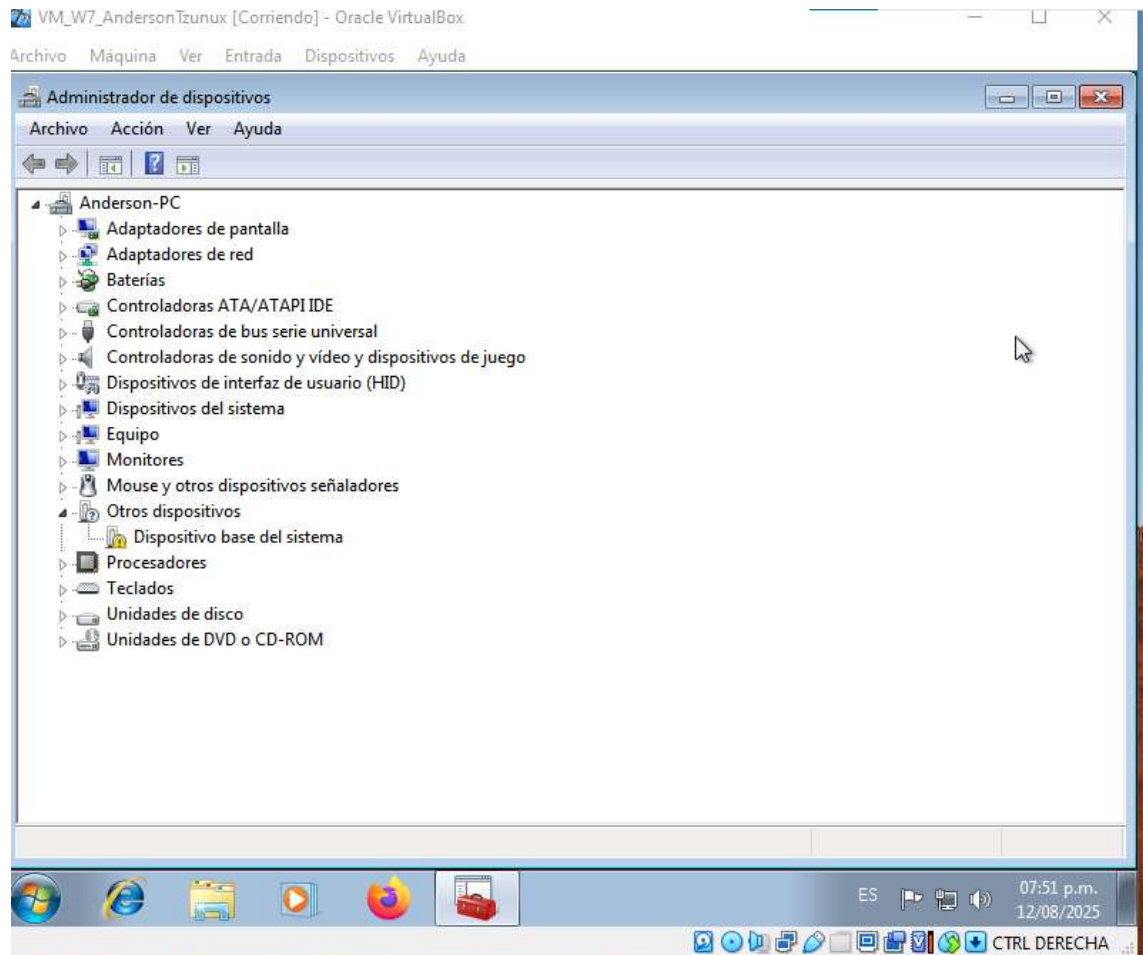 VM_W7_AndersonTzunux [Corriendo] - Oracle VirtualBox
Archivo Máquina Ver Entrada Dispositivos Ayuda
Administrador de dispositivos
Archivo Acción Ver Ayuda
Anderson-PC
Adaptadores de pantalla
Adaptadores de red
Baterías
Controladoras ATA/ATAPI IDE
Controladoras de bus serie universal
Controladoras de sonido y vídeo y dispositivos de juego
Dispositivos de interfaz de usuario (HID)
Dispositivos del sistema
Equipo
Monitores
Mouse y otros dispositivos señaladores
Otros dispositivos
Dispositivo base del sistema
Procesadores
Teclados
Unidades de disco
Unidades de DVD o CD-ROM
ES 07:51 p.m.
12/08/2025
CTRL DERECHA